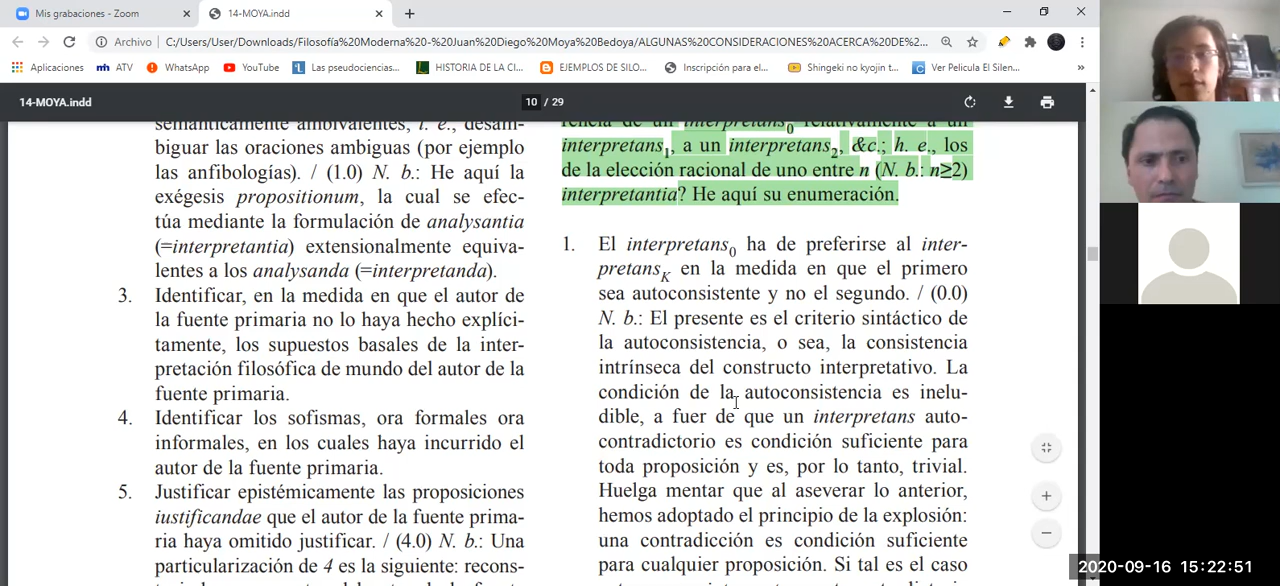 Mis grabaciones - Zoom
14-MOYA.indd
Archivo
C:/Users/User/Downloads/Filosofía%20Moderna%20-%20Juan%20Diego%20Moya%20Bedoya/ALGUNAS%20CONSIDERACIONES%20ACERCA%20DE%...
Aplicaciones
ATV
WhatsApp
YouTube
Las pseudociencias...
HISTORIA DE LA CI...
EJEMPLOS DE SILO...
Inscripción para el...
Shingeki no kyojin t...
Ver Pelicula El Silen...
»
14-MOYA.indd
10 / 29
semánticamente ambivalentes, i. e., desam-
biguar las oraciones ambiguas (por ejemplo
las anfibologías). / (1.0) N. b.: He aquí la
exégesis propositionum, la cual se efec-
túa mediante la formulación de analysantia
(=interpretantia) extensionalmente equiva-
lentes a los analysanda (=interpretanda).
3. Identificar, en la medida en que el autor de
la fuente primaria no lo haya hecho explíci-
tamente, los supuestos basales de la inter-
pretación filosófica de mundo del autor de la
fuente primaria.
4. Identificar los sofismas, ora formales ora
informales, en los cuales haya incurrido el
autor de la fuente primaria.
5. Justificar epistémicamente las proposiciones
iustificandae que el autor de la fuente prima-
ria haya omitido justificar. / (4.0) N. b.: Una
particularización de 4 es la siguiente: recons-
rencia de un interpretans0 relativamente a un
interpretans1, a un interpretans2, &c.; h. e., los
de la elección racional de uno entre n (N. b.: n≥2)
interpretantia? He aquí su enumeración.
1. El interpretans0 ha de preferirse al inter-
pretansK en la medida en que el primero
sea autoconsistente y no el segundo. / (0.0)
N. b.: El presente es el criterio sintáctico de
la autoconsistencia, o sea, la consistencia
intrínseca del constructo interpretativo. La
condición de la autoconsistencia es inelu-
dible, a fuer de que un interpretans auto-
contradictorio es condición suficiente para
toda proposición y es, por lo tanto, trivial.
Huelga mentar que al aseverar lo anterior,
hemos adoptado el principio de la explosión:
una contradicción es condición suficiente
para cualquier proposición. Si tal es el caso
2020-09-16 15:22:51